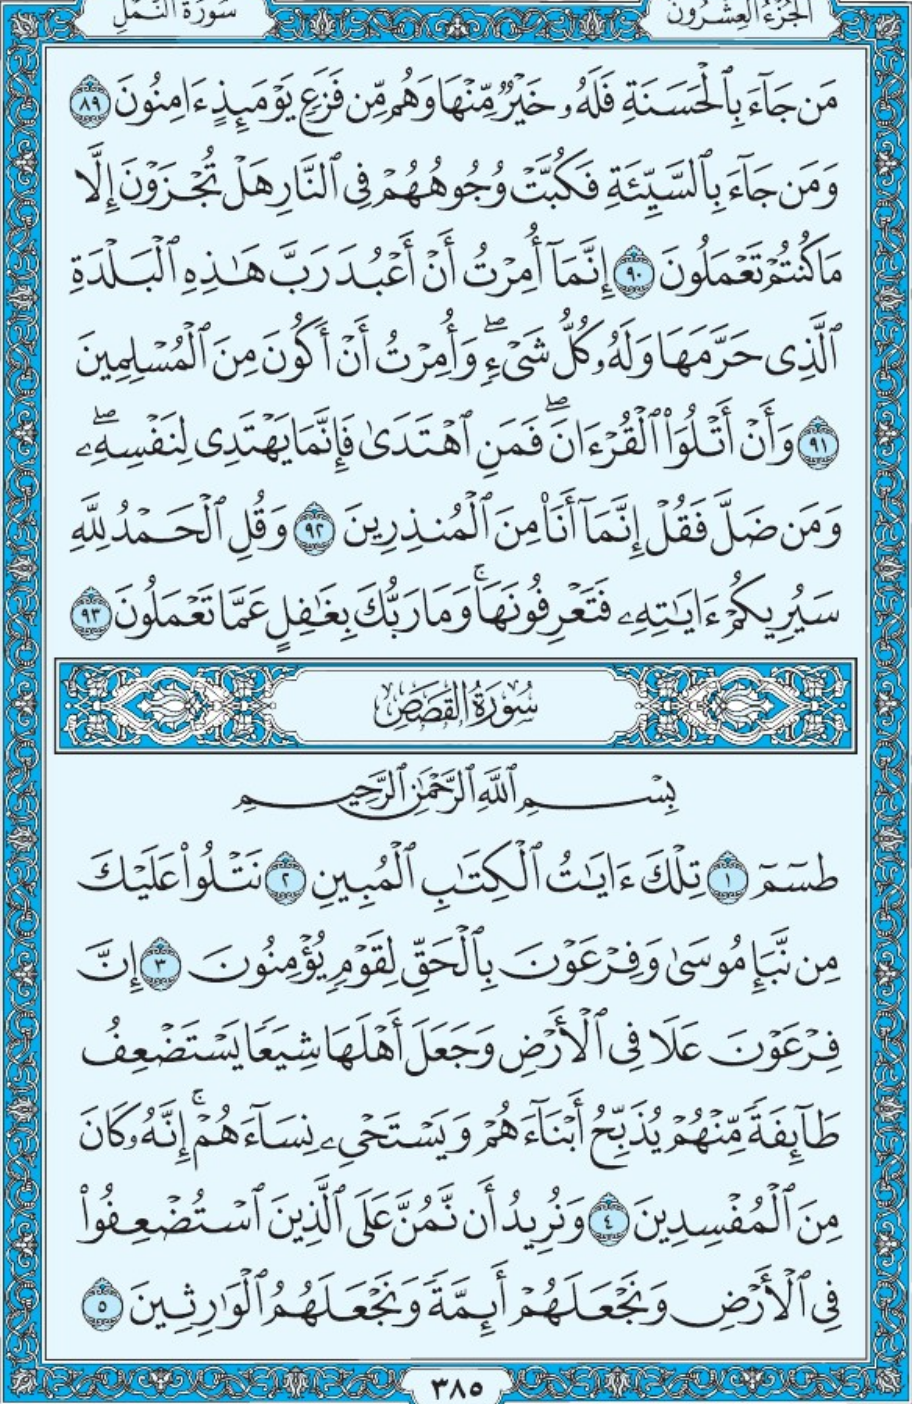 الجُزْءُ العِشْرُونَ
سُورَةُ النَّمْلِ
مَن جَآءَ بِٱلْحَسَنَةِ فَلَهُۥ خَيْرٌ مِّنْهَا وَهُم مِّن فَزَعٍ يَوْمَئِذٍ ءَامِنُونَ ٨٩
وَمَن جَآءَ بِٱلسَّيِّئَةِ فَكُبَّتْ وُجُوهُهُمْ فِى ٱلنَّارِ هَلْ تُجْزَوْنَ إِلَّا
مَا كُنتُمْ تَعْمَلُونَ ٩٠ إِنَّمَآ أُمِرْتُ أَنْ أَعْبُدَ رَبَّ هَـٰذِهِ ٱلْبَلْدَةِ
ٱلَّذِى حَرَّمَهَا وَلَهُۥ كُلُّ شَىْءٍۖ وَأُمِرْتُ أَنْ أَكُونَ مِنَ ٱلْمُسْلِمِينَ
٩١ وَأَنْ أَتْلُوَا۟ ٱلْقُرْءَانَۖ فَمَنِ ٱهْتَدَىٰ فَإِنَّمَا يَهْتَدِى لِنَفْسِهِۦۖ
وَمَن ضَلَّ فَقُلْ إِنَّمَآ أَنَا۠ مِنَ ٱلْمُنذِرِينَ ٩٢ وَقُلِ ٱلْحَمْدُ لِلَّهِ
سَيُرِيكُمْ ءَايَـٰتِهِۦ فَتَعْرِفُونَهَاۚ وَمَا رَبُّكَ بِغَـٰفِلٍ عَمَّا تَعْمَلُونَ ٩٣
سُورَةُ القَصَصِ
بِسْمِ ٱللَّهِ ٱلرَّحْمَـٰنِ ٱلرَّحِيمِ
طسٓمٓ ١ تِلْكَ ءَايَـٰتُ ٱلْكِتَـٰبِ ٱلْمُبِينِ ٢ نَتْلُوا۟ عَلَيْكَ
مِن نَّبَإِ مُوسَىٰ وَفِرْعَوْنَ بِٱلْحَقِّ لِقَوْمٍ يُؤْمِنُونَ ٣ إِنَّ
فِرْعَوْنَ عَلَا فِى ٱلْأَرْضِ وَجَعَلَ أَهْلَهَا شِيَعًا يَسْتَضْعِفُ
طَآئِفَةً مِّنْهُمْ يُذَبِّحُ أَبْنَآءَهُمْ وَيَسْتَحْىِۦ نِسَآءَهُمْۚ إِنَّهُۥ كَانَ
مِنَ ٱلْمُفْسِدِينَ ٤ وَنُرِيدُ أَن نَّمُنَّ عَلَى ٱلَّذِينَ ٱسْتُضْعِفُوا۟
فِى ٱلْأَرْضِ وَنَجْعَلَهُمْ أَئِمَّةً وَنَجْعَلَهُمُ ٱلْوَٰرِثِينَ ٥
٣٨٥